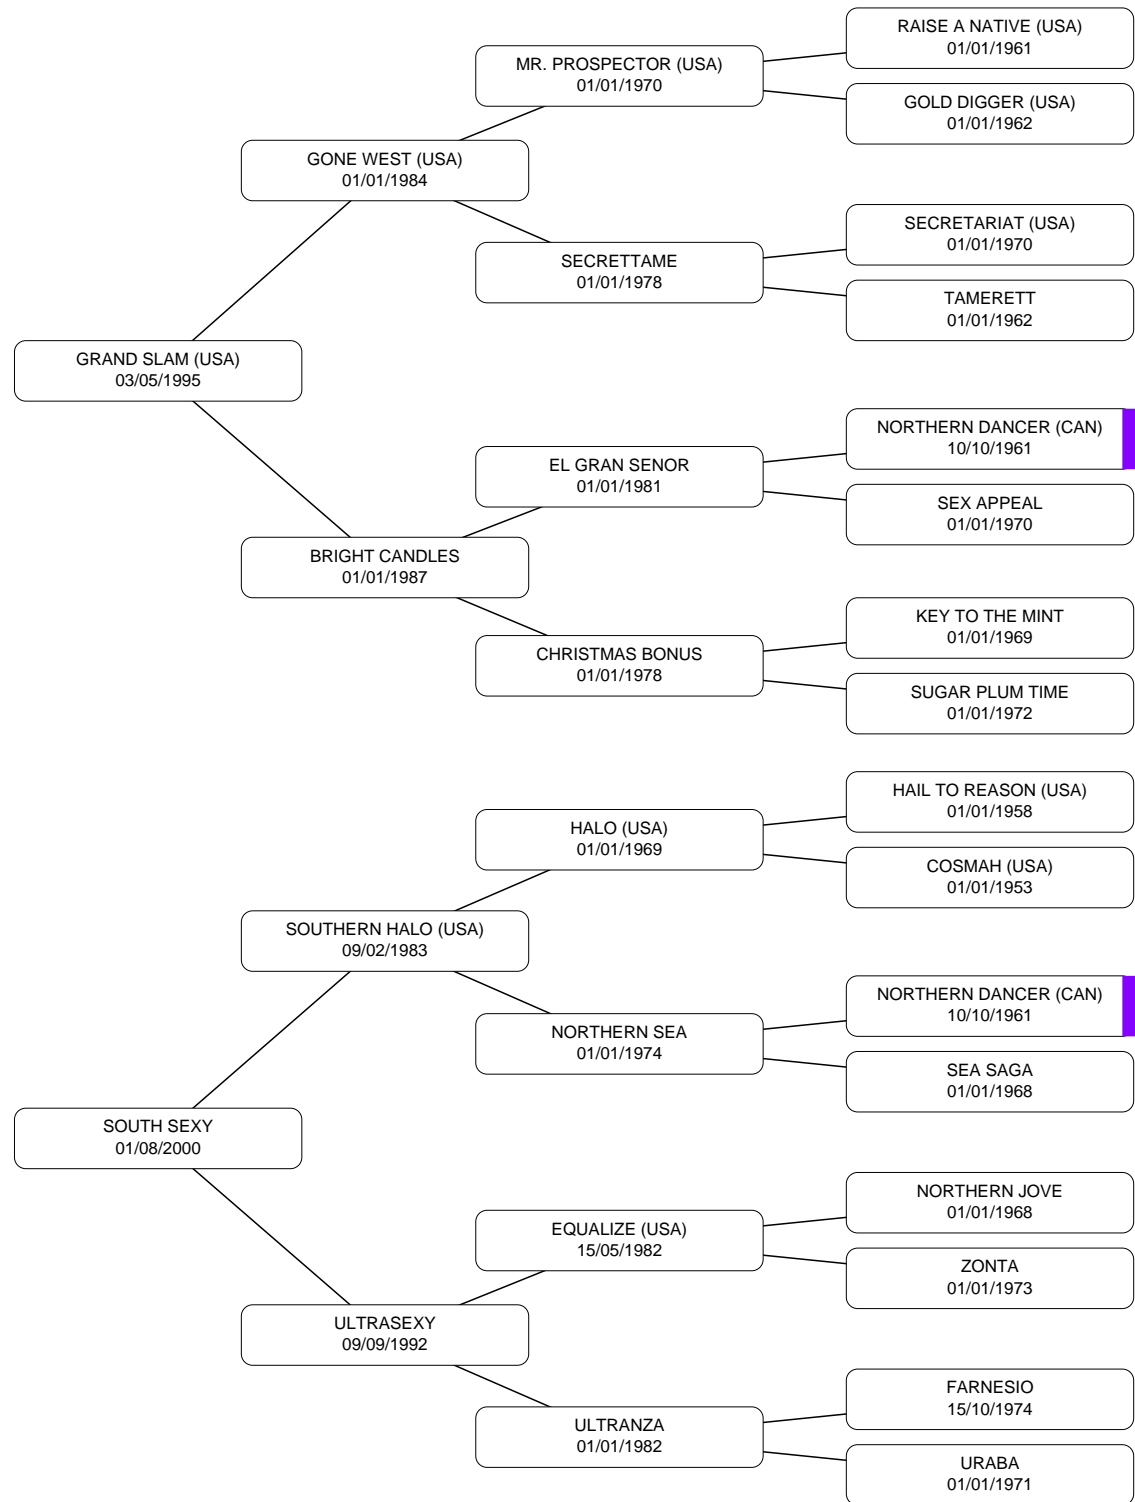 RAISE A NATIVE (USA)
01/01/1961
MR. PROSPECTOR (USA)
01/01/1970
GOLD DIGGER (USA)
01/01/1962
GONE WEST (USA)
01/01/1984
SECRETARIAT (USA)
01/01/1970
SECRETTAME
01/01/1978
TAMERETT
01/01/1962
GRAND SLAM (USA)
03/05/1995
NORTHERN DANCER (CAN)
10/10/1961
EL GRAN SENOR
01/01/1981
SEX APPEAL
01/01/1970
BRIGHT CANDLES
01/01/1987
KEY TO THE MINT
01/01/1969
CHRISTMAS BONUS
01/01/1978
SUGAR PLUM TIME
01/01/1972
HAIL TO REASON (USA)
01/01/1958
HALO (USA)
01/01/1969
COSMAH (USA)
01/01/1953
SOUTHERN HALO (USA)
09/02/1983
NORTHERN DANCER (CAN)
10/10/1961
NORTHERN SEA
01/01/1974
SEA SAGA
01/01/1968
SOUTH SEXY
01/08/2000
NORTHERN JOVE
01/01/1968
EQUALIZE (USA)
15/05/1982
ZONTA
01/01/1973
ULTRASEXY
09/09/1992
FARNESIO
15/10/1974
ULTRANZA
01/01/1982
URABA
01/01/1971